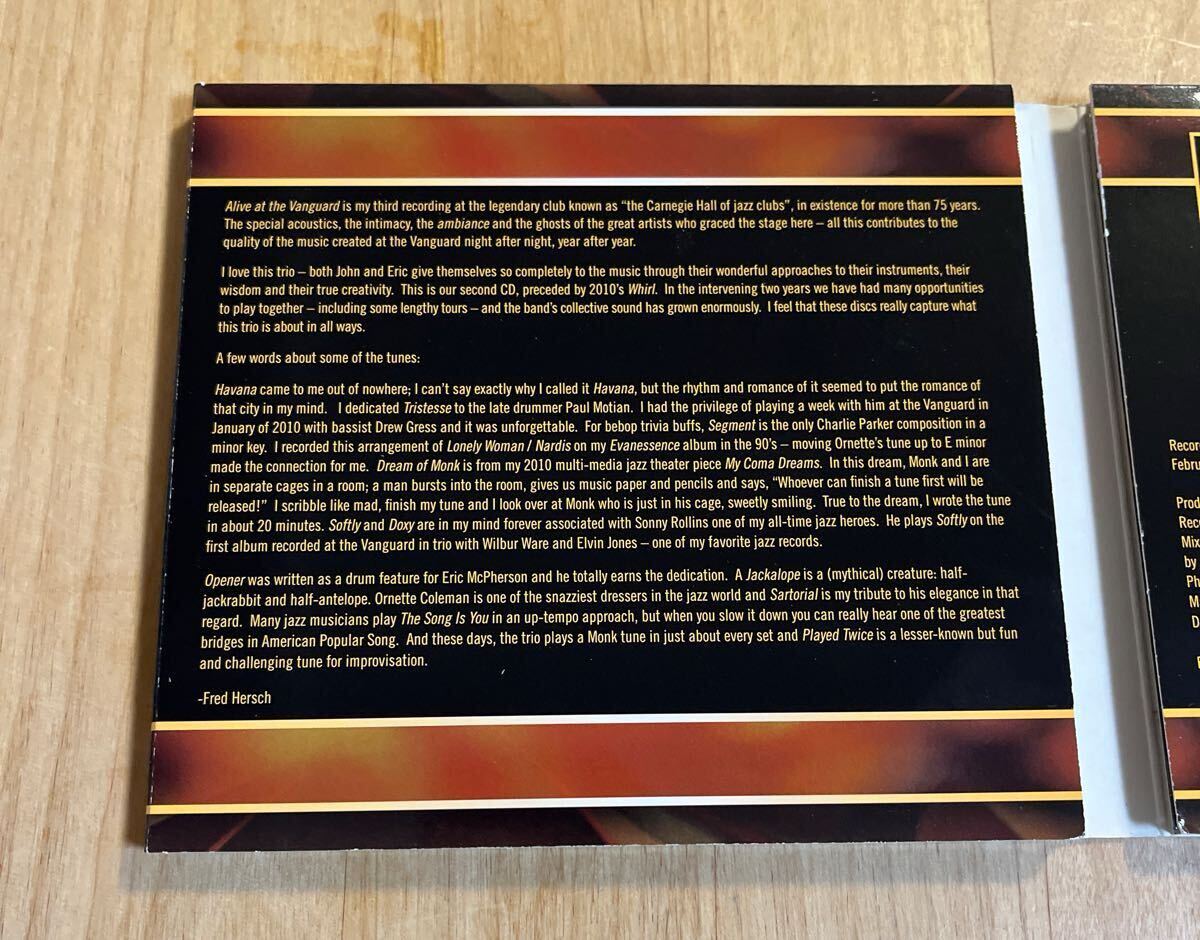 Alive at the Vanguard is my third recording at the legendary club known as “the Carnegie Hall of jazz clubs”, in existence for more than 75 years.
The special acoustics, the intimacy, the ambiance and the ghosts of the great artists who graced the stage here – all this contributes to the
quality of the music created at the Vanguard night after night, year after year.
I love this trio – both John and Eric give themselves so completely to the music through their wonderful approaches to their instruments, their
wisdom and their true creativity. This is our second CD, preceded by 2010’s Whirl. In the intervening two years we have had many opportunities
to play together – including some lengthy tours – and the band’s collective sound has grown enormously. I feel that these discs really capture what
this trio is about in all ways.
A few words about some of the tunes:
Havana came to me out of nowhere; I can’t say exactly why I called it Havana, but the rhythm and romance of it seemed to put the romance of
that city in my mind. I dedicated Tristesse to the late drummer Paul Motian. I had the privilege of playing a week with him at the Vanguard in
January of 2010 with bassist Drew Gress and it was unforgettable. For bebop trivia buffs, Segment is the only Charlie Parker composition in a
minor key. I recorded this arrangement of Lonely Woman / Nardis on my Evanessence album in the 90’s – moving Ornette’s tune up to E minor
made the connection for me. Dream of Monk is from my 2010 multi-media jazz theater piece My Coma Dreams. In this dream, Monk and I are
in separate cages in a room; a man bursts into the room, gives us music paper and pencils and says, “Whoever can finish a tune first will be
released!” I scribble like mad, finish my tune and I look over at Monk who is just in his cage, sweetly smiling. True to the dream, I wrote the tune
in about 20 minutes. Softly and Doxy are in my mind forever associated with Sonny Rollins one of my all-time jazz heroes. He plays Softly on the
first album recorded at the Vanguard in trio with Wilbur Ware and Elvin Jones – one of my favorite jazz records.
Opener was written as a drum feature for Eric McPherson and he totally earns the dedication. A Jackalope is a (mythical) creature: half-
jackrabbit and half-antelope. Ornette Coleman is one of the snazziest dressers in the jazz world and Sartorial is my tribute to his elegance in that
regard. Many jazz musicians play The Song Is You in an up-tempo approach, but when you slow it down you can really hear one of the greatest
bridges in American Popular Song. And these days, the trio plays a Monk tune in just about every set and Played Twice is a lesser-known but fun
and challenging tune for improvisation.
-Fred Hersch
Recor
Febru
Prod
Rec
Mix
by
Ph
M
D